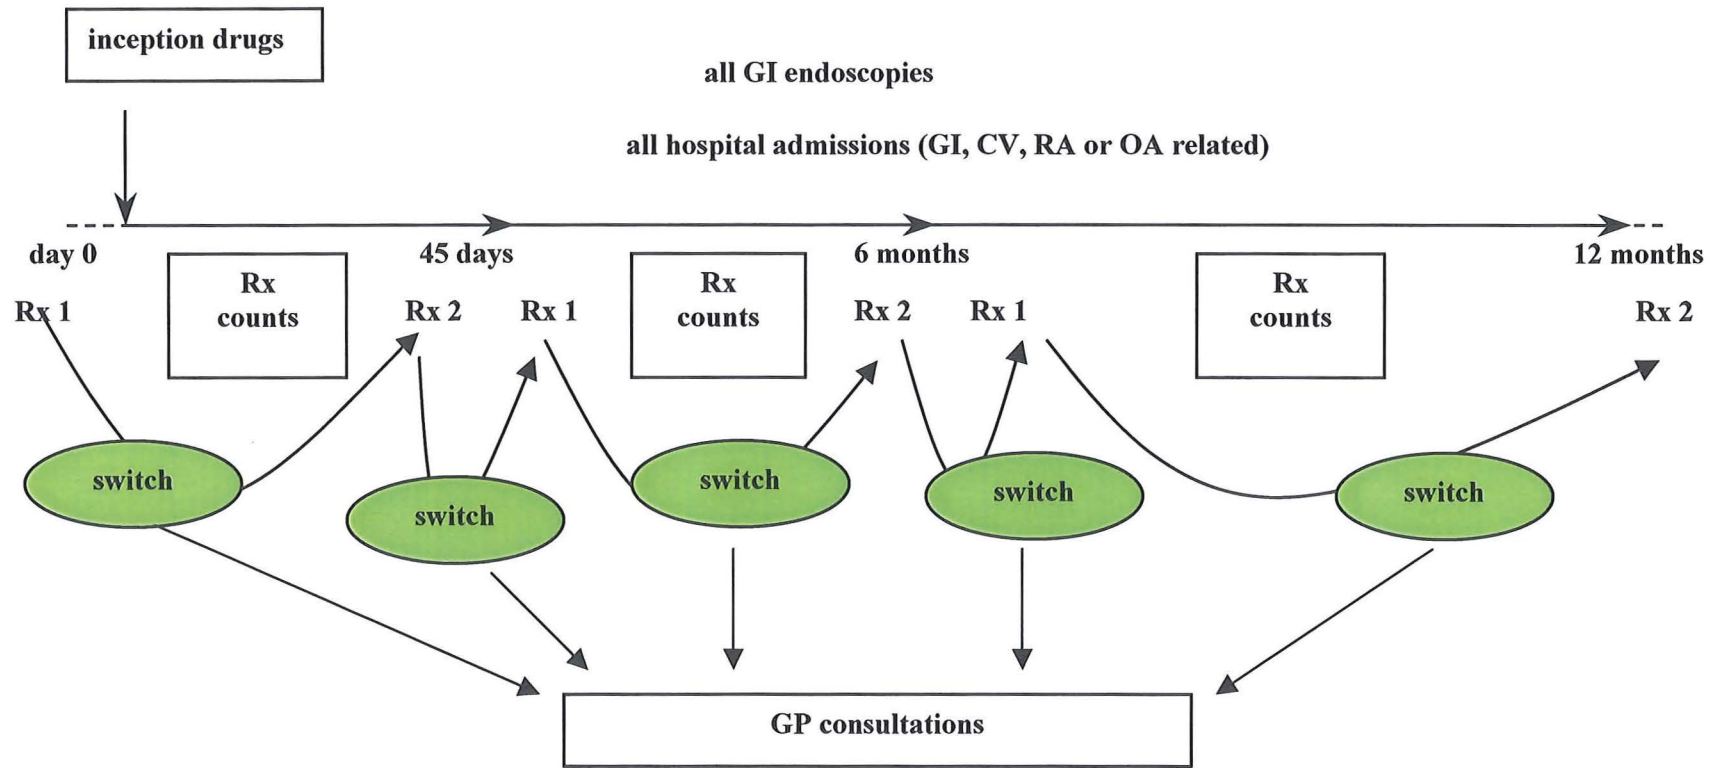 inception drugs
all GI endoscopies
all hospital admissions (GI, CV, RA or OA related)
day 0
45 days
6 months
12 months
Rx
counts
Rx
counts
Rx
counts
Rx 1
Rx 2
Rx 1
Rx 2
Rx 1
Rx 2
switch
switch
switch
switch
switch
GP consultations